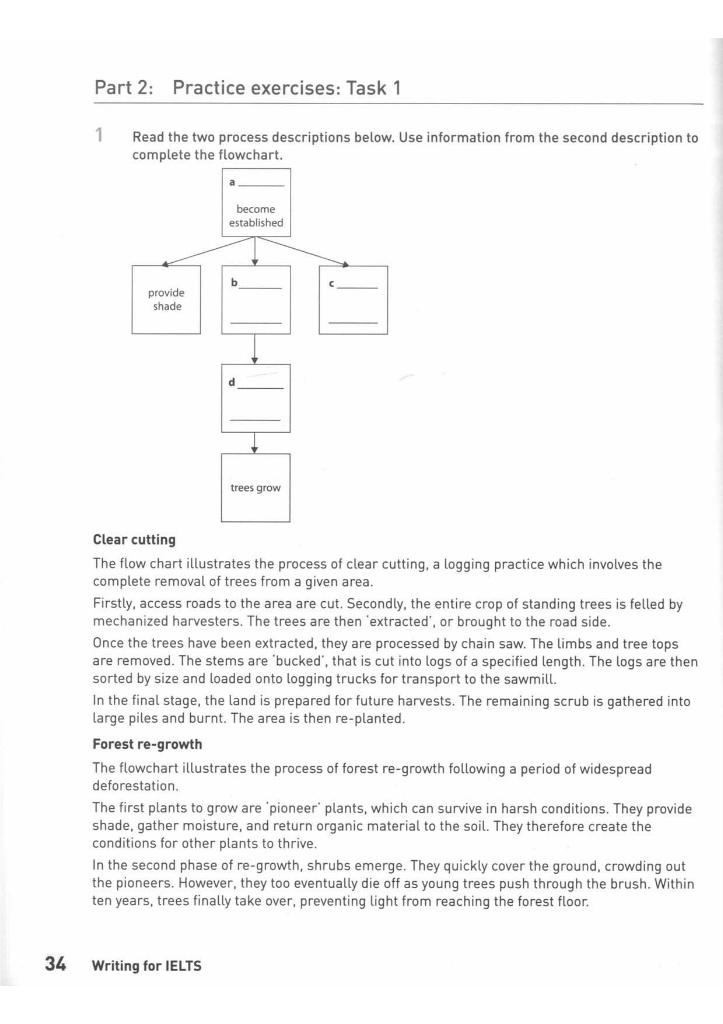 Part 2: Practice exercises: Task 1
1 Read the two process descriptions below. Use information from the second description to
complete the flowchart.
a ________
become
established
provide
shade
b ________
________
c ________
________
d ________
________
trees grow
Clear cutting
The flow chart illustrates the process of clear cutting, a logging practice which involves the
complete removal of trees from a given area.
Firstly, access roads to the area are cut. Secondly, the entire crop of standing trees is felled by
mechanized harvesters. The trees are then 'extracted', or brought to the road side.
Once the trees have been extracted, they are processed by chain saw. The limbs and tree tops
are removed. The stems are 'bucked', that is cut into logs of a specified length. The logs are then
sorted by size and loaded onto logging trucks for transport to the sawmill.
In the final stage, the land is prepared for future harvests. The remaining scrub is gathered into
large piles and burnt. The area is then re-planted.
Forest re-growth
The flowchart illustrates the process of forest re-growth following a period of widespread
deforestation.
The first plants to grow are 'pioneer' plants, which can survive in harsh conditions. They provide
shade, gather moisture, and return organic material to the soil. They therefore create the
conditions for other plants to thrive.
In the second phase of re-growth, shrubs emerge. They quickly cover the ground, crowding out
the pioneers. However, they too eventually die off as young trees push through the brush. Within
ten years, trees finally take over, preventing light from reaching the forest floor.
34 Writing for IELTS